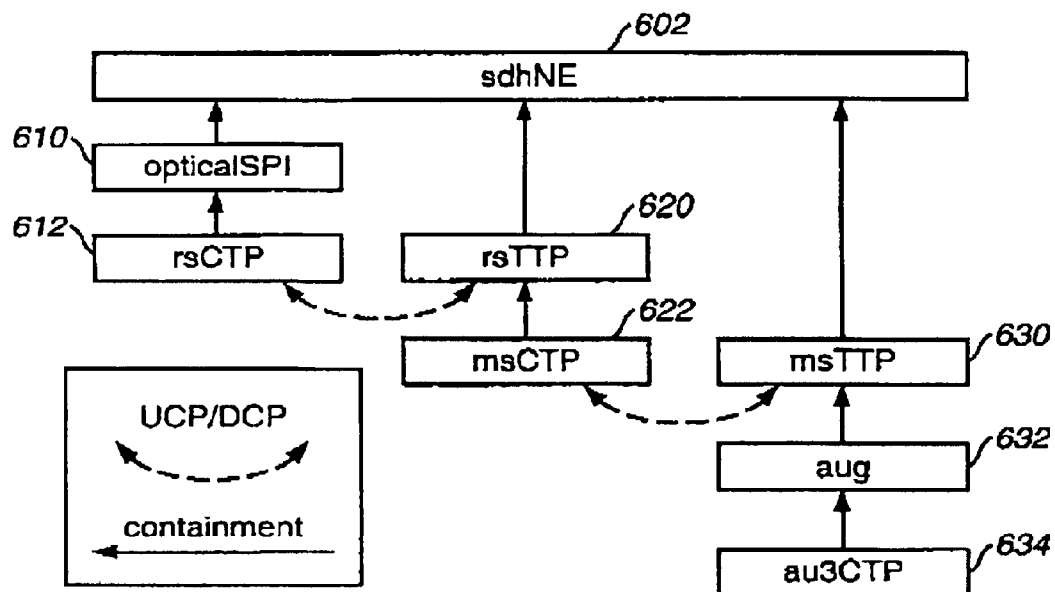 602
sdhNE
610
opticalSPI
612
rsCTP
620
rsTTP
622
msCTP
630
msTTP
UCP/DCP
632
aug
containment
634
au3CTP